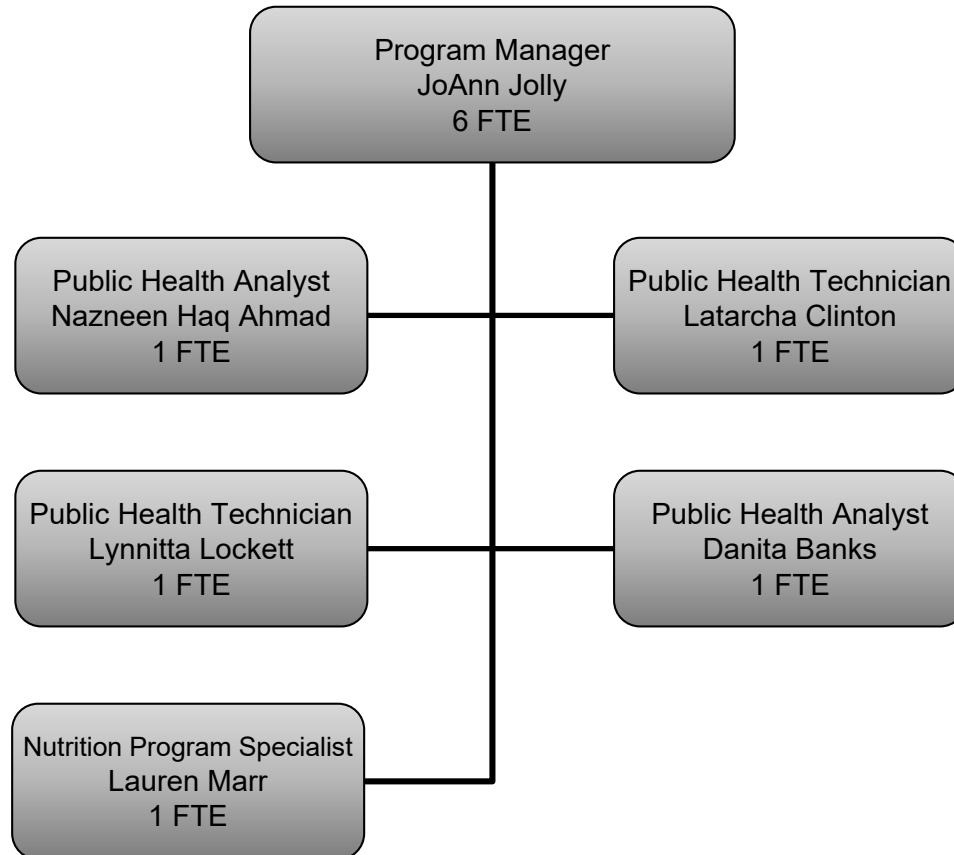 Program Manager
JoAnn Jolly
6 FTE
Public Health Analyst
Nazneen Haq Ahmad
1 FTE
Public Health Technician
Latarcha Clinton
1 FTE
Public Health Technician
Lynnitta Lockett
1 FTE
Public Health Analyst
Danita Banks
1 FTE
Nutrition Program Specialist
Lauren Marr
1 FTE